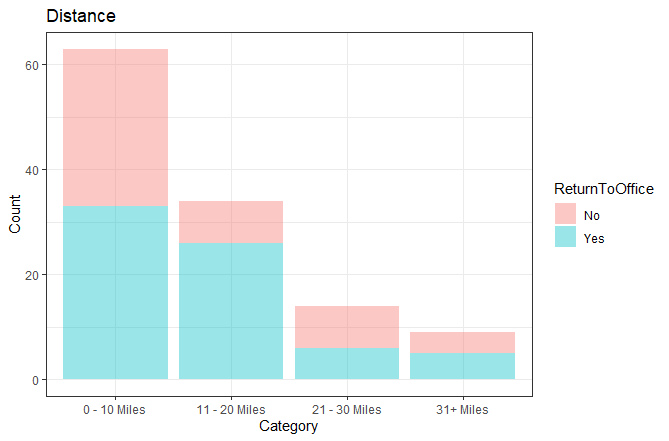 Distance
60
40
20
0
Count
0 - 10 Miles
11 - 20 Miles
21 - 30 Miles
31+ Miles
Category
ReturnToOffice
No
Yes